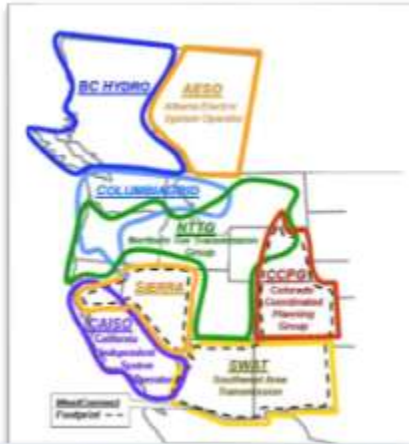 BC HYDRO
AESO
Alberta Electric
System Operator
COLUMBIAGRID
NTTG
Northern Tier Transmission
Group
CCPG
Colorado
Coordinated
Planning
Group
SIERRA
CAISO
California
Independent
System
Operator
SWAT
Southwest Area
Transmission
WestConnect
Footprint